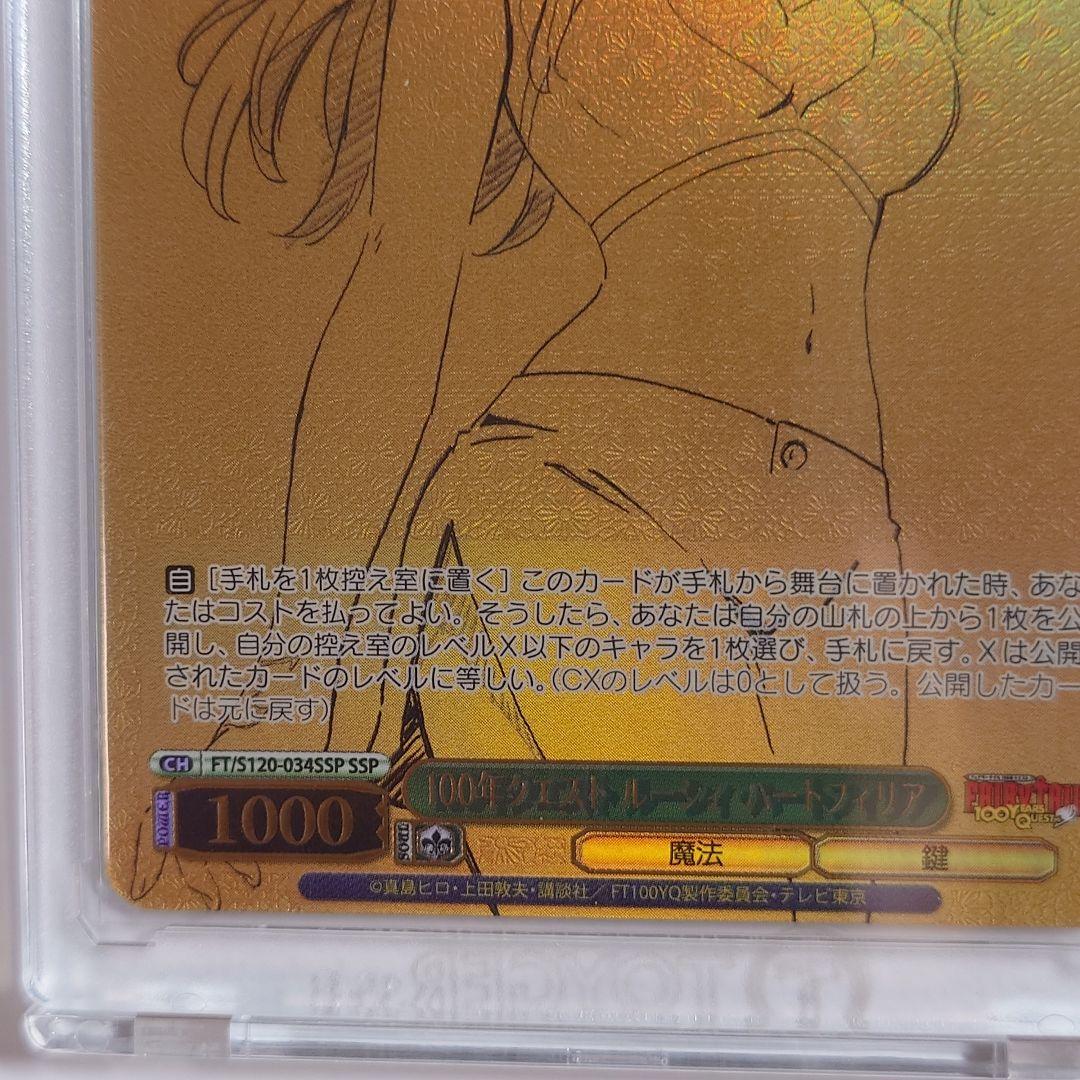 自 [手札を1枚控え室に置く] このカードが手札から舞台に置かれた時、あな
たはコストを払ってよい。そうしたら、あなたは自分の山札の上から1枚を公
開し、自分の控え室のレベルX以下のキャラを1枚選び、手札に戻す。Xは公開
されたカードのレベルに等しい。(CXのレベルは0として扱う。公開したカー
ドは元に戻す)
CH FT/S120-034SSP SSP
100年クエスト ルーシィ・ハートフィリア
FAIRY TAIL
100 YEARS QUEST
POWER 1000
SOUL
魔法 鍵
©真島ヒロ・上田敦夫・講談社/FT100YQ製作委員会・テレビ東京